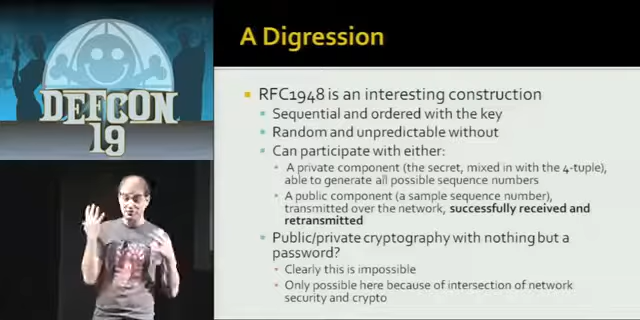 DEFCON
19
A Digression
RFC1948 is an interesting construction
Sequential and ordered with the key
Random and unpredictable without
Can participate with either:
A private component (the secret, mixed in with the 4-tuple),
able to generate all possible sequence numbers
A public component (a sample sequence number),
transmitted over the network, successfully received and
retransmitted
Public/private cryptography with nothing but a
password?
Clearly this is impossible
Only possible here because of intersection of network
security and crypto